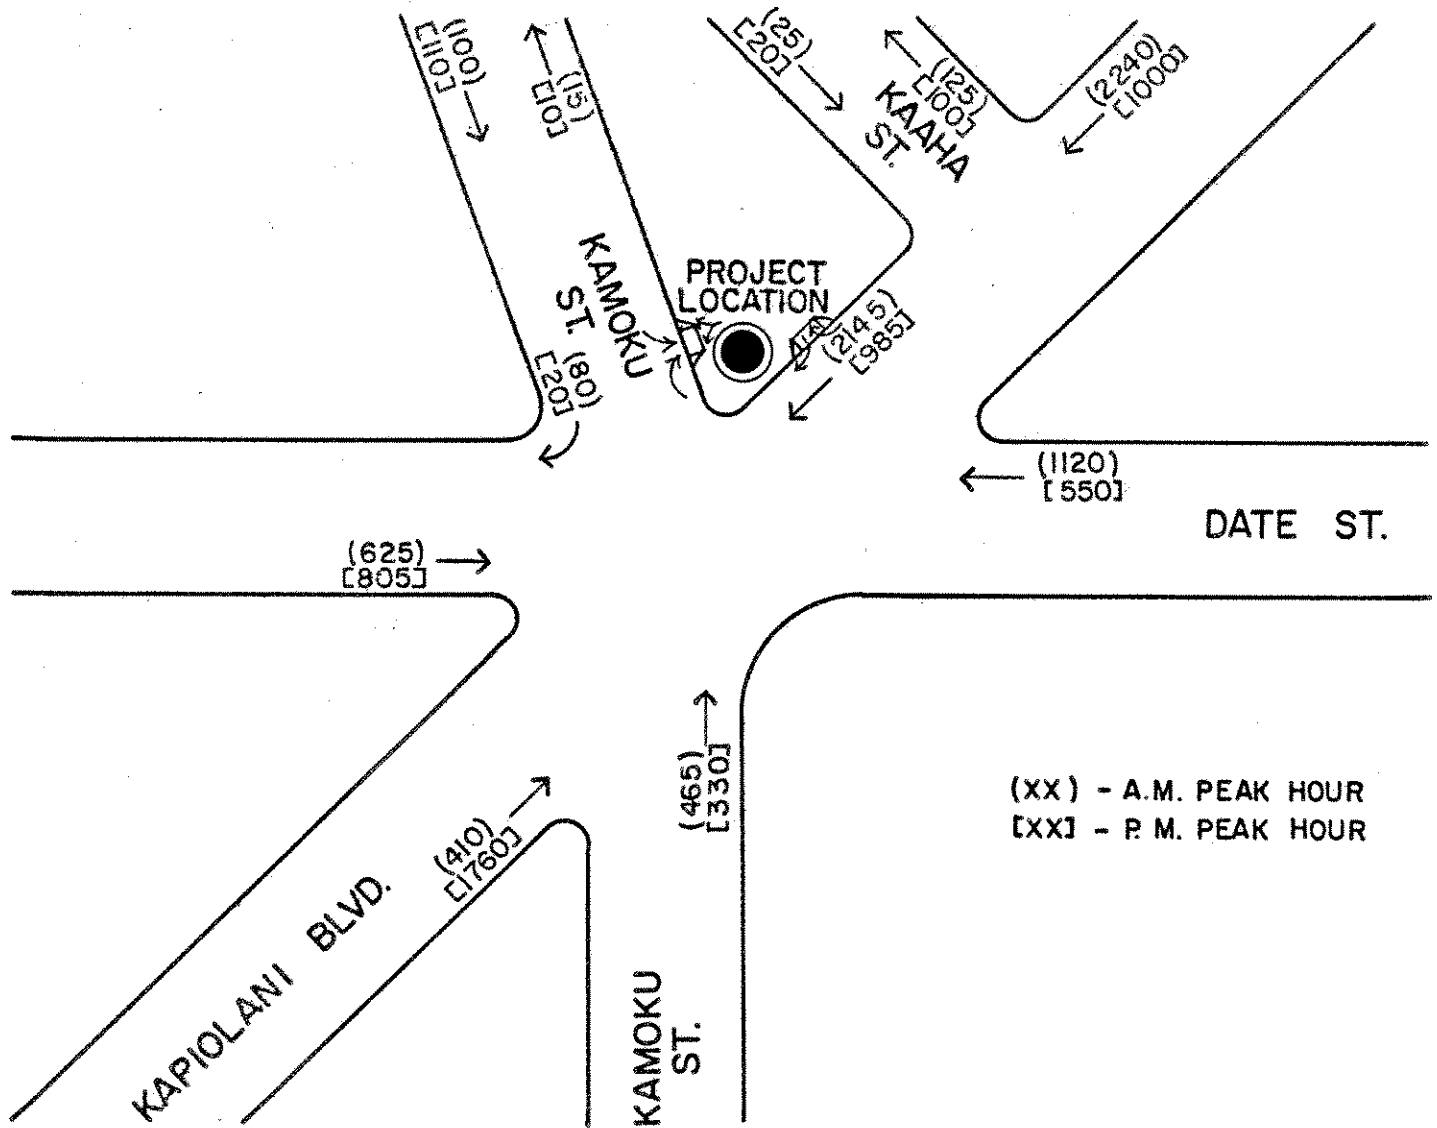 (100)
[110]
(15)
[10]
(25)
[20]
(125)
[100]
KAAHA
ST.
(2240)
[1000]
KAMOKU
ST.
PROJECT
LOCATION
(2145)
[985]
(80)
[20]
(1120)
[550]
DATE ST.
(625)
[805]
(465)
[330]
(410)
[1760]
KAPIOLANI BLVD.
KAMOKU
ST.
(XX) - A.M. PEAK HOUR
[XX] - P.M. PEAK HOUR